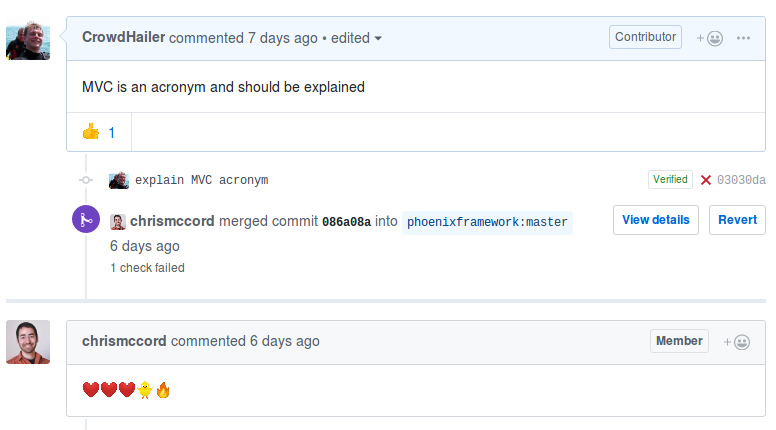 CrowdHailer commented 7 days ago • edited
Contributor
MVC is an acronym and should be explained
👍 1
explain MVC acronym
Verified
03030da
chrismccord merged commit 086a08a into phoenixframework:master
View details
Revert
6 days ago
1 check failed
chrismccord commented 6 days ago
Member
❤️❤️❤️🐥🔥